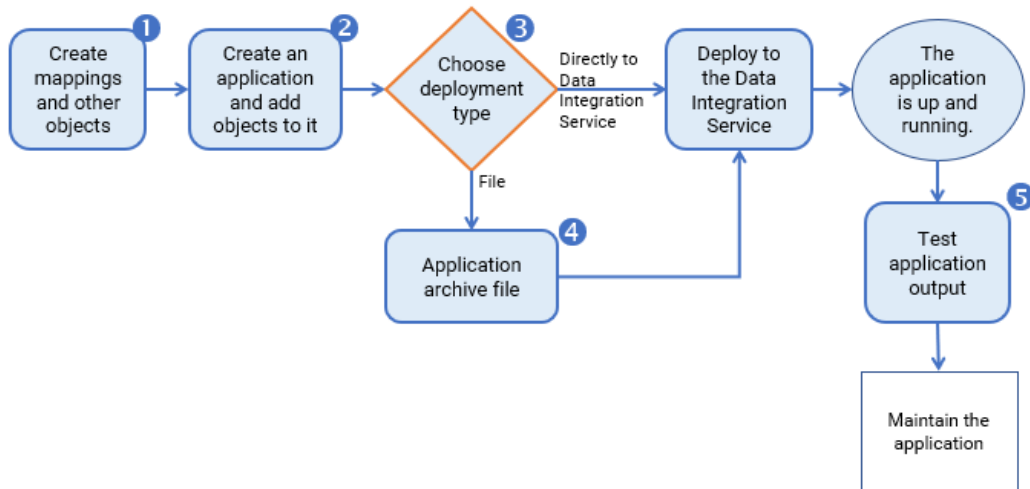 1
Create
mappings
and other
objects
2
Create an
application
and add
objects to it
3
Choose
deployment
type
Directly to
Data
Integration
Service
File
4
Application
archive file
Deploy to
the Data
Integration
Service
The
application
is up and
running.
5
Test
application
output
Maintain the
application